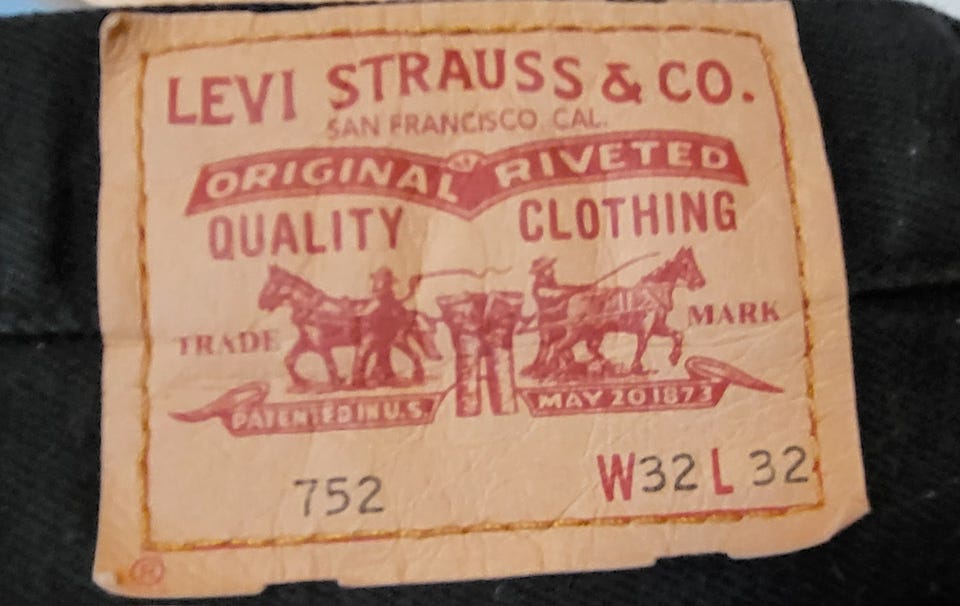 LEVI STRAUSS & CO.
SAN FRANCISCO CAL.
ORIGINAL RIVETED
QUALITY CLOTHING
TRADE MARK
PATENTED IN U.S. MAY 20 1873
752 W32 L 32
®